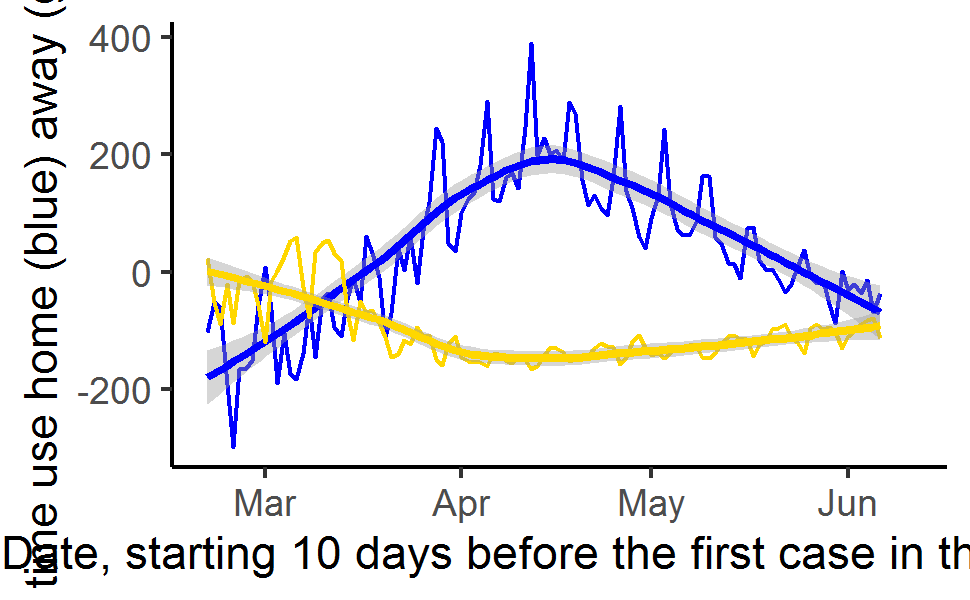 time use home (blue) away (
400
200
0
-200
Mar Apr May Jun
Date, starting 10 days before the first case in th